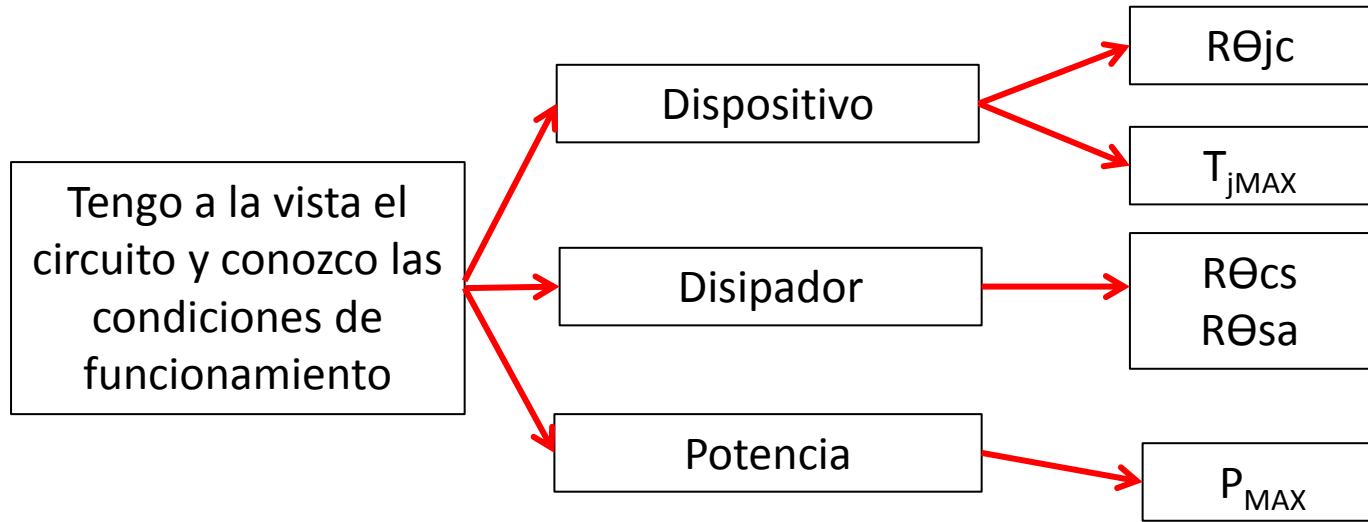 Tengo a la vista el
circuito y conozco las
condiciones de
funcionamiento
Dispositivo
RΘjc
TjMAX
Disipador
RΘcs
RΘsa
Potencia
PMAX